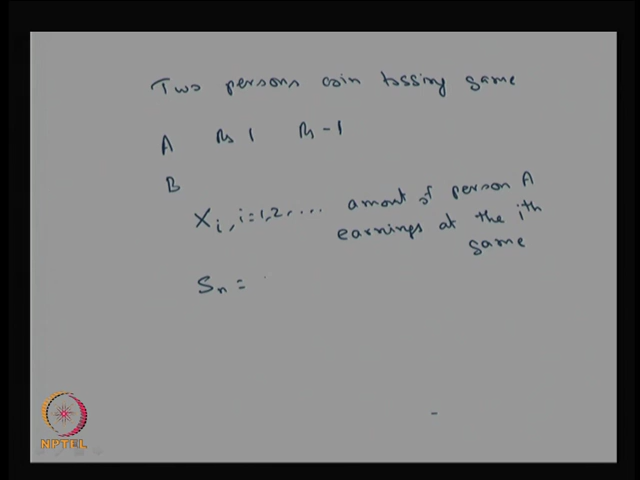 Two persons coin tossing game
A Rs 1 Rs -1
B
Xi, i=1,2,... amount of person A
earnings at the ith
game
Sn =
NPTEL